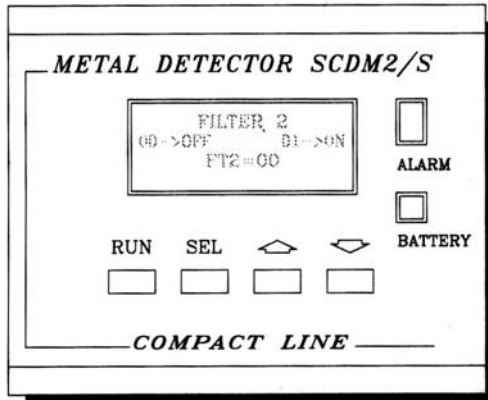 METAL DETECTOR SCDM2/S
FILTER 2
00->OFF 01->ON
FT2=00
ALARM
BATTERY
RUN SEL
COMPACT LINE